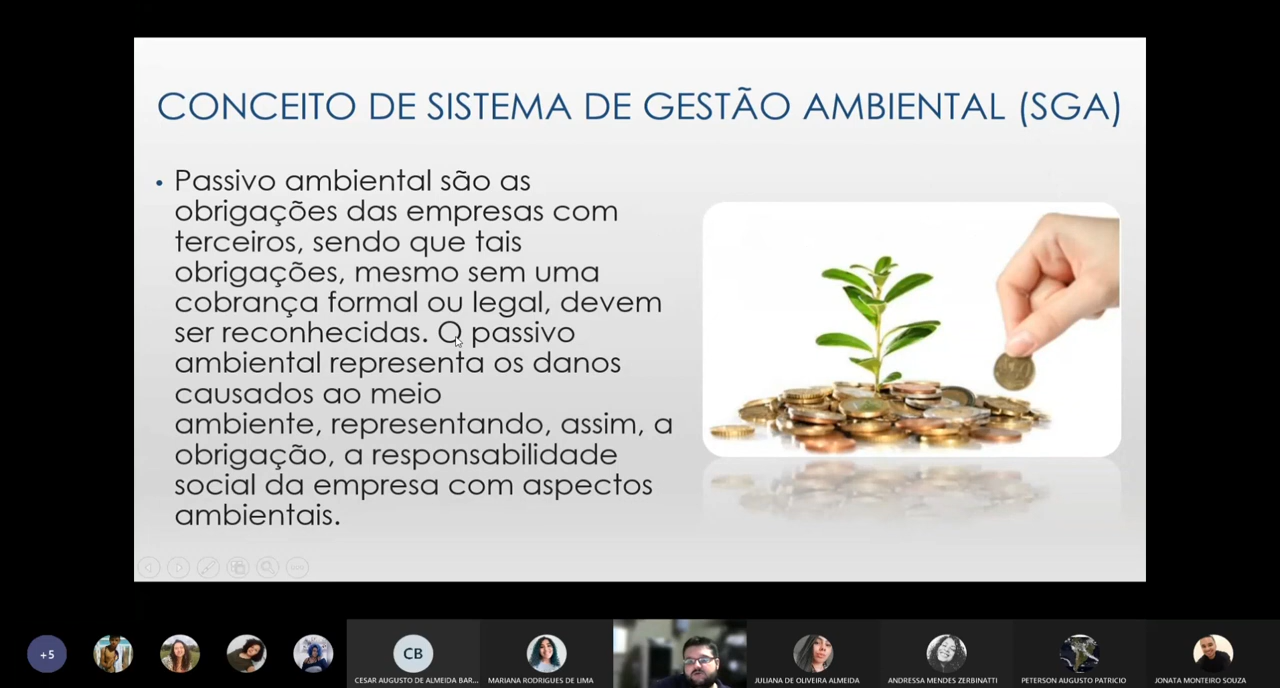 CONCEITO DE SISTEMA DE GESTÃO AMBIENTAL (SGA)
• Passivo ambiental são as
obrigações das empresas com
terceiros, sendo que tais
obrigações, mesmo sem uma
cobrança formal ou legal, devem
ser reconhecidas. O passivo
ambiental representa os danos
causados ao meio
ambiente, representando, assim, a
obrigação, a responsabilidade
social da empresa com aspectos
ambientais.
+5
CB
CESAR AUGUSTO DE ALMEIDA BAR...
MARIANA RODRIGUES DE LIMA
JULIANA DE OLIVEIRA ALMEIDA
ANDRESSA MENDES ZERBINATTI
PETERSON AUGUSTO PATRICIO
JONATA MONTEIRO SOUZA